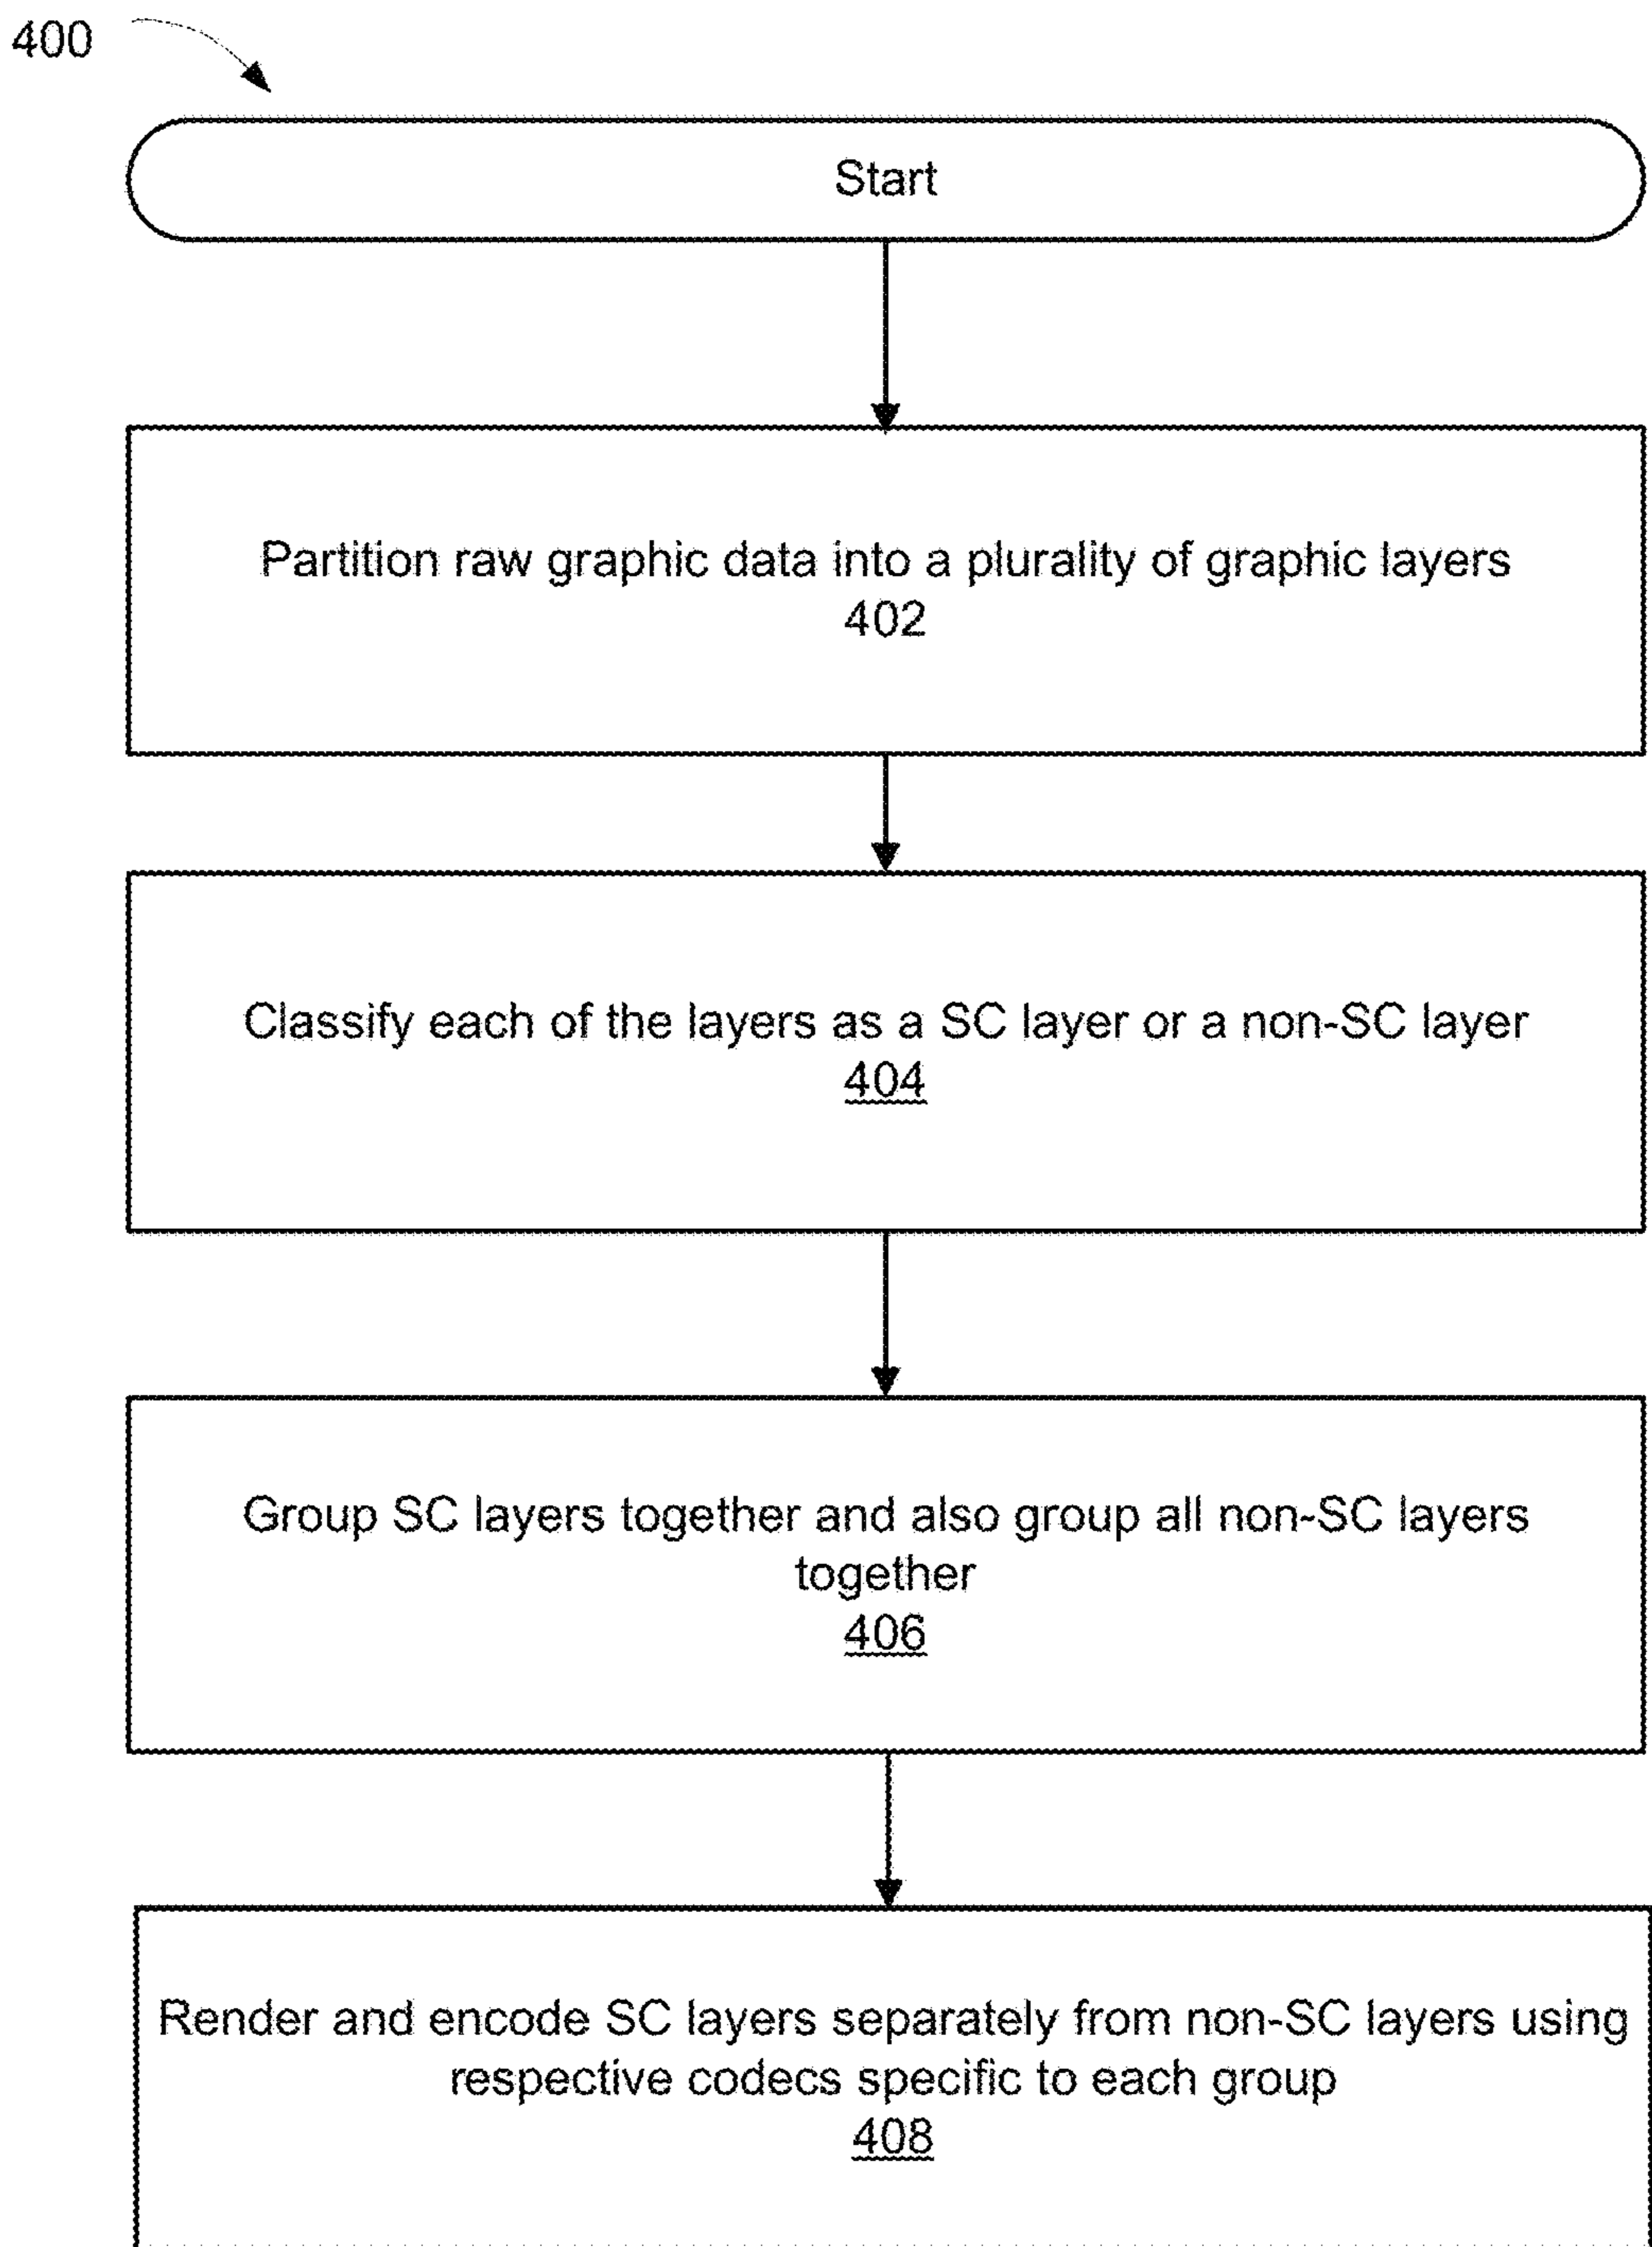 400
Start
Partition raw graphic data into a plurality of graphic layers
402
Classify each of the layers as a SC layer or a non-SC layer
404
Group SC layers together and also group all non-SC layers
together
406
Render and encode SC layers separately from non-SC layers using
respective codecs specific to each group
408